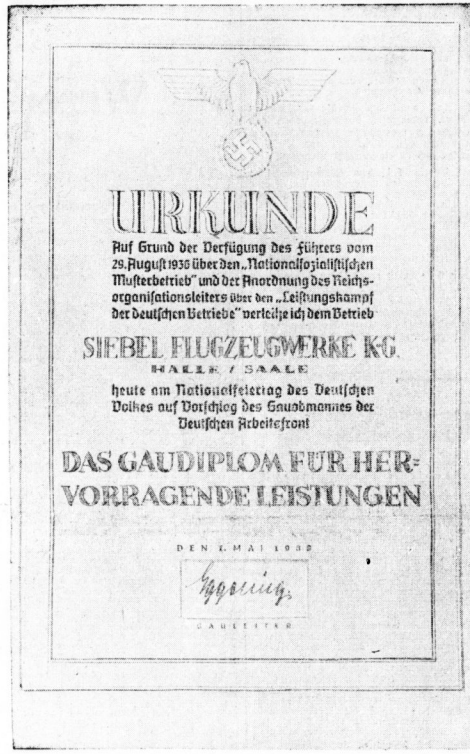 URKUNDE
Auf Grund der Verfügung des Führers vom
29. August 1936 über den „Nationalsozialistischen
Musterbetrieb" und der Anordnung des Reichs-
organisationsleiters über den „Leistungskampf
der deutschen Betriebe" verleihe ich dem Betrieb
SIEBEL FLUGZEUGWERKE K-G.
HALLE / SAALE
heute am Nationalfeiertag des Deutschen
Volkes auf Vorschlag des Gauobmannes der
Deutschen Arbeitsfront
DAS GAUDIPLOM FÜR HER-
VORRAGENDE LEISTUNGEN
DEN 1. MAI 1938
Eggeling.
GAULEITER